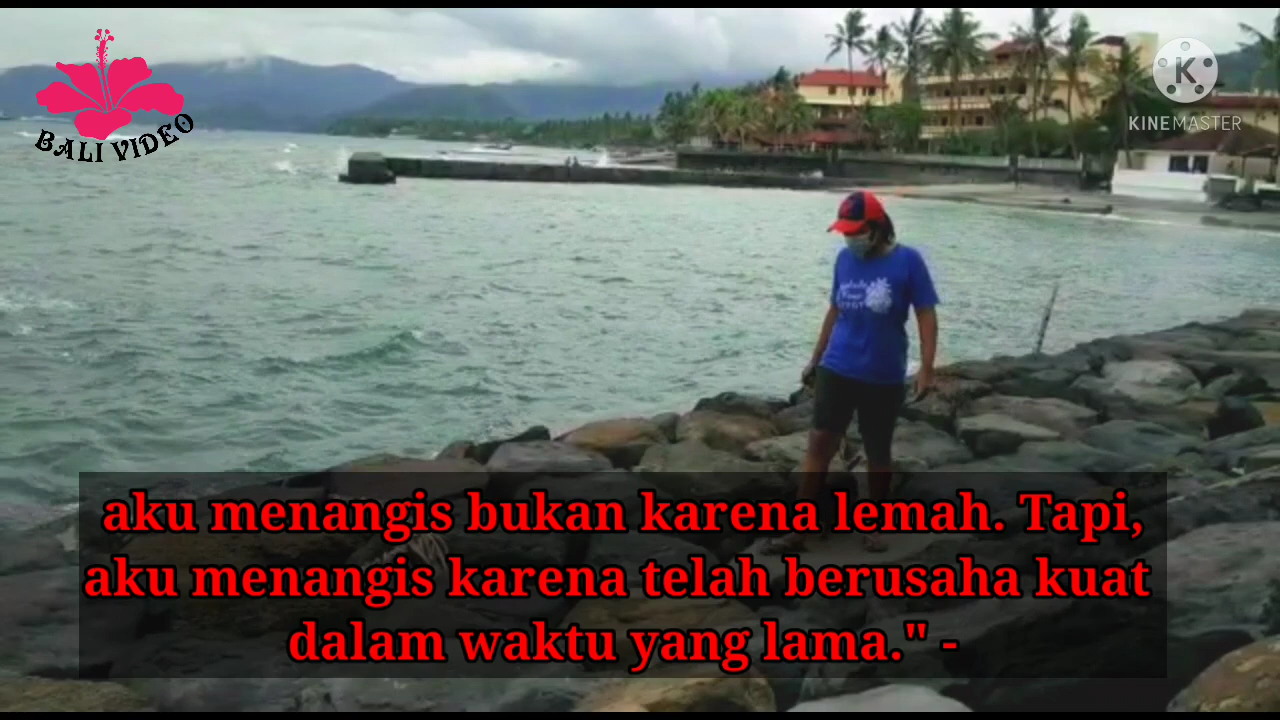 BALI VIDEO
K
KINEMASTER
aku menangis bukan karena lemah. Tapi,
aku menangis karena telah berusaha kuat
dalam waktu yang lama." -